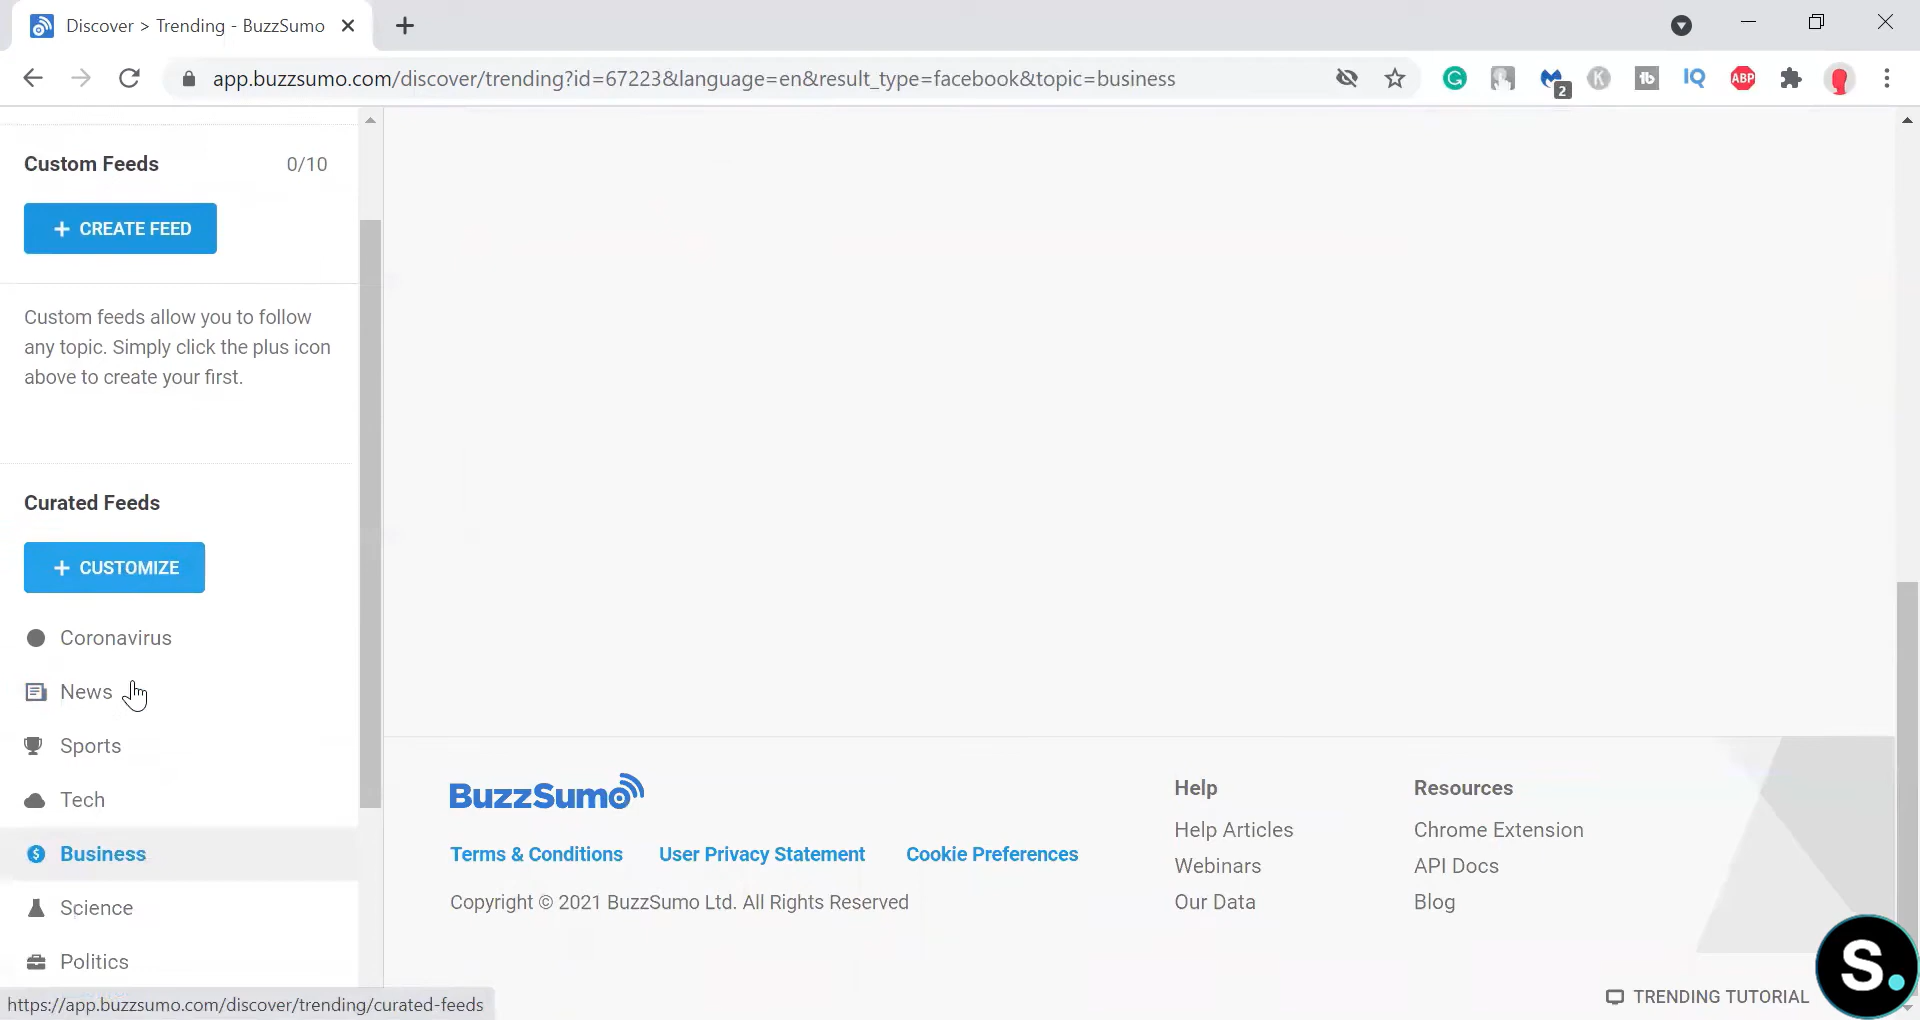 Discover > Trending - BuzzSumo
app.buzzsumo.com/discover/trending?id=67223&language=en&result_type=facebook&topic=business
2
K
tb
IQ
ABP
Custom Feeds 0/10
+ CREATE FEED
Custom feeds allow you to follow
any topic. Simply click the plus icon
above to create your first.
Curated Feeds
+ CUSTOMIZE
Coronavirus
News
Sports
Tech
Business
Science
Politics
https://app.buzzsumo.com/discover/trending/curated-feeds
BuzzSumo
Terms & Conditions User Privacy Statement Cookie Preferences
Copyright © 2021 BuzzSumo Ltd. All Rights Reserved
Help
Help Articles
Webinars
Our Data
Resources
Chrome Extension
API Docs
Blog
TRENDING TUTORIAL
S.